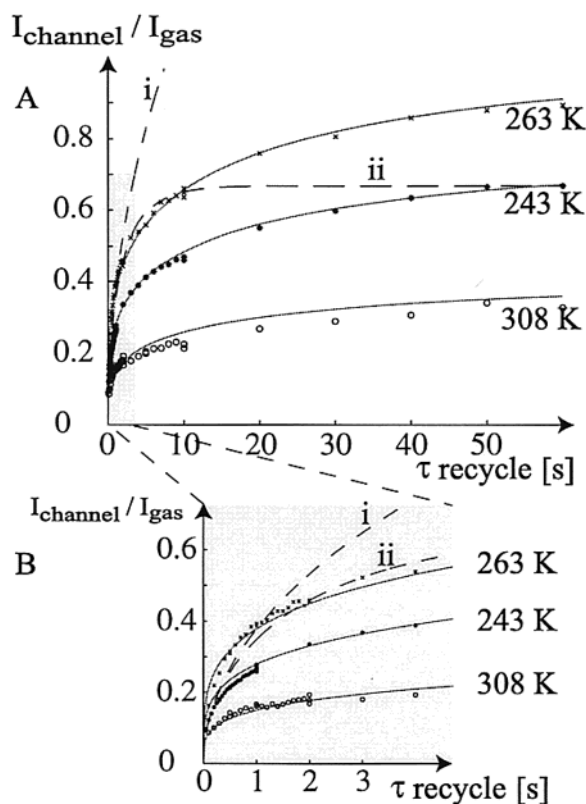 I_channel / I_gas
A
i
0.8
263 K
ii
243 K
0.6
0.4
308 K
0.2
0
0 10 20 30 40 50
τ recycle [s]
I_channel / I_gas
i
B
0.6
ii
263 K
0.4
243 K
0.2
308 K
0
0 1 2 3
τ recycle [s]